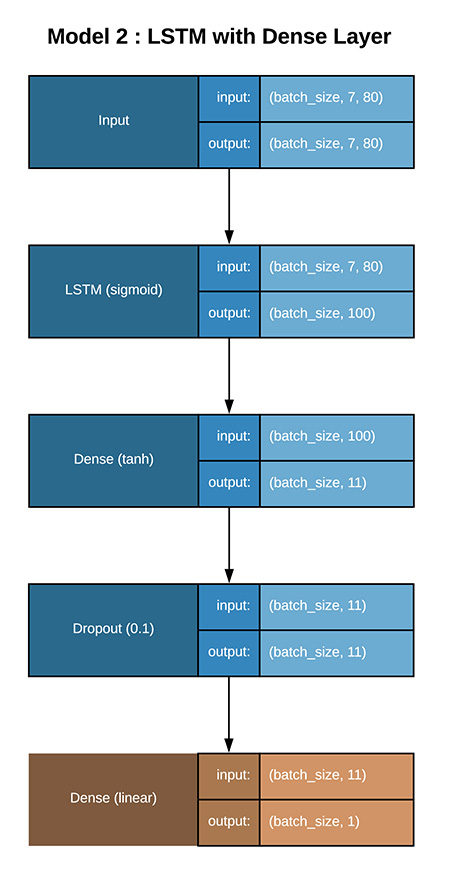 Model 2 : LSTM with Dense Layer
Input
input:
(batch_size, 7, 80)
output:
(batch_size, 7, 80)
LSTM (sigmoid)
input:
(batch_size, 7, 80)
output:
(batch_size, 100)
Dense (tanh)
input:
(batch_size, 100)
output:
(batch_size, 11)
Dropout (0.1)
input:
(batch_size, 11)
output:
(batch_size, 11)
Dense (linear)
input:
(batch_size, 11)
output:
(batch_size, 1)